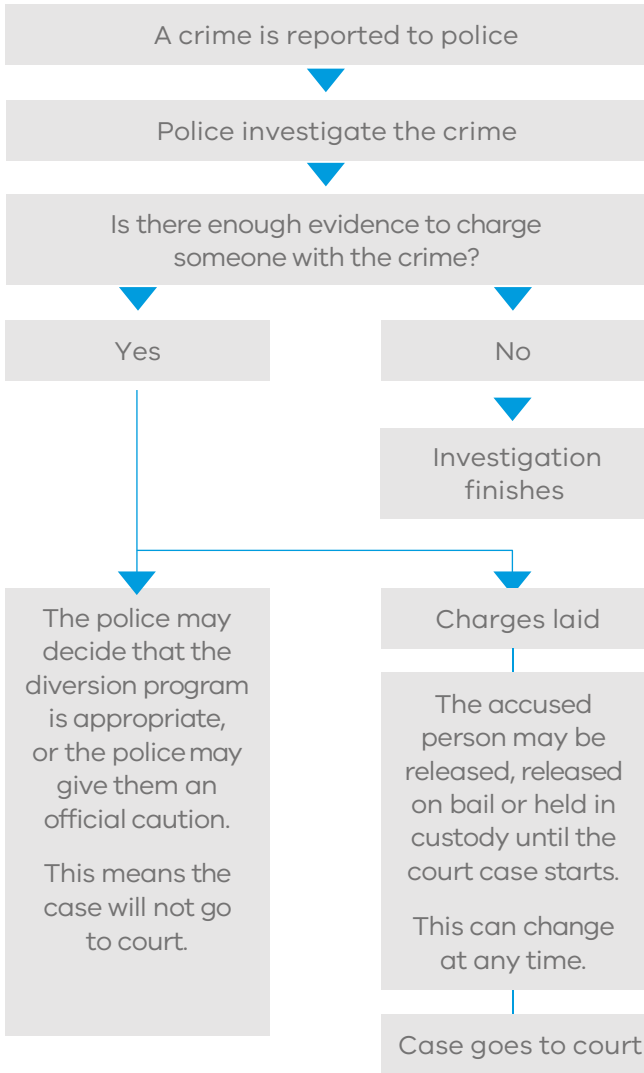 A crime is reported to police
Police investigate the crime
Is there enough evidence to charge
someone with the crime?
Yes
No
Investigation
finishes
The police may
decide that the
diversion program
is appropriate,
or the police may
give them an
official caution.
This means the
case will not go
to court.
Charges laid
The accused
person may be
released, released
on bail or held in
custody until the
court case starts.
This can change
at any time.
Case goes to court